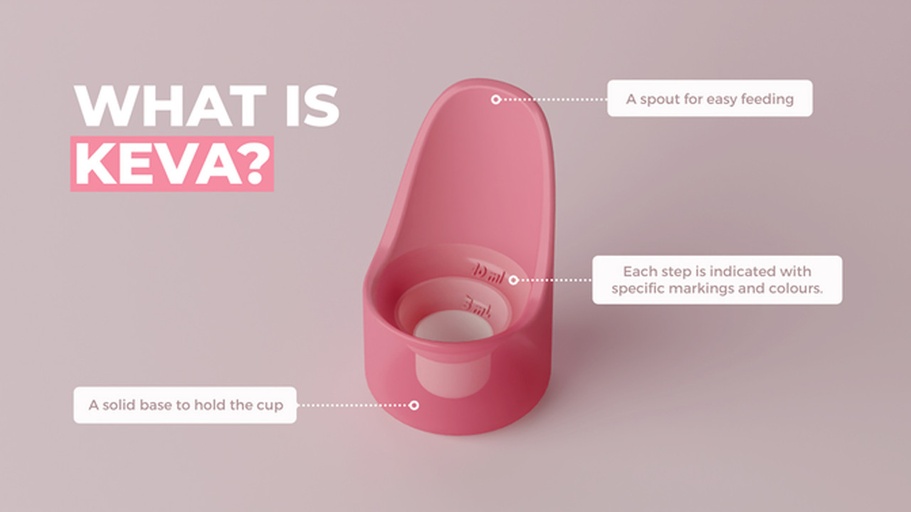 WHAT IS
KEVA?
A spout for easy feeding
10 ml
Each step is indicated with
specific markings and colours.
3 ml
A solid base to hold the cup